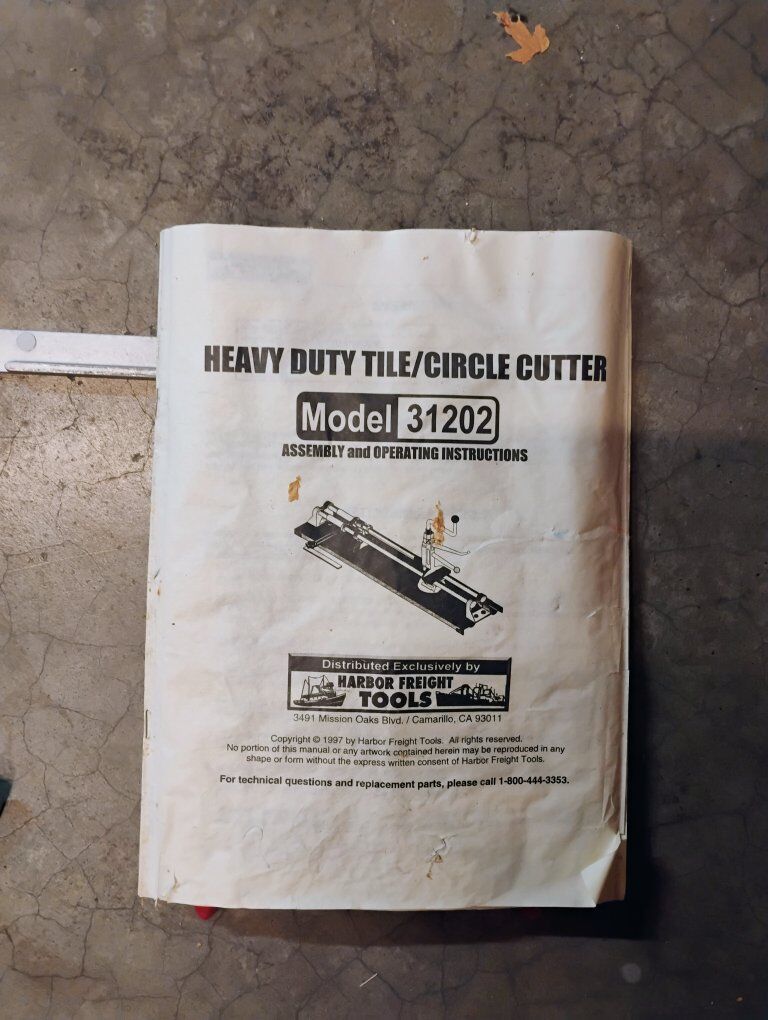 HEAVY DUTY TILE/CIRCLE CUTTER
Model 31202
ASSEMBLY and OPERATING INSTRUCTIONS
Distributed Exclusively by
HARBOR FREIGHT
TOOLS
3491 Mission Oaks Blvd. / Camarillo, CA 93011
Copyright © 1997 by Harbor Freight Tools. All rights reserved.
No portion of this manual or any artwork contained herein may be reproduced in any
shape or form without the express written consent of Harbor Freight Tools.
For technical questions and replacement parts, please call 1-800-444-3353.